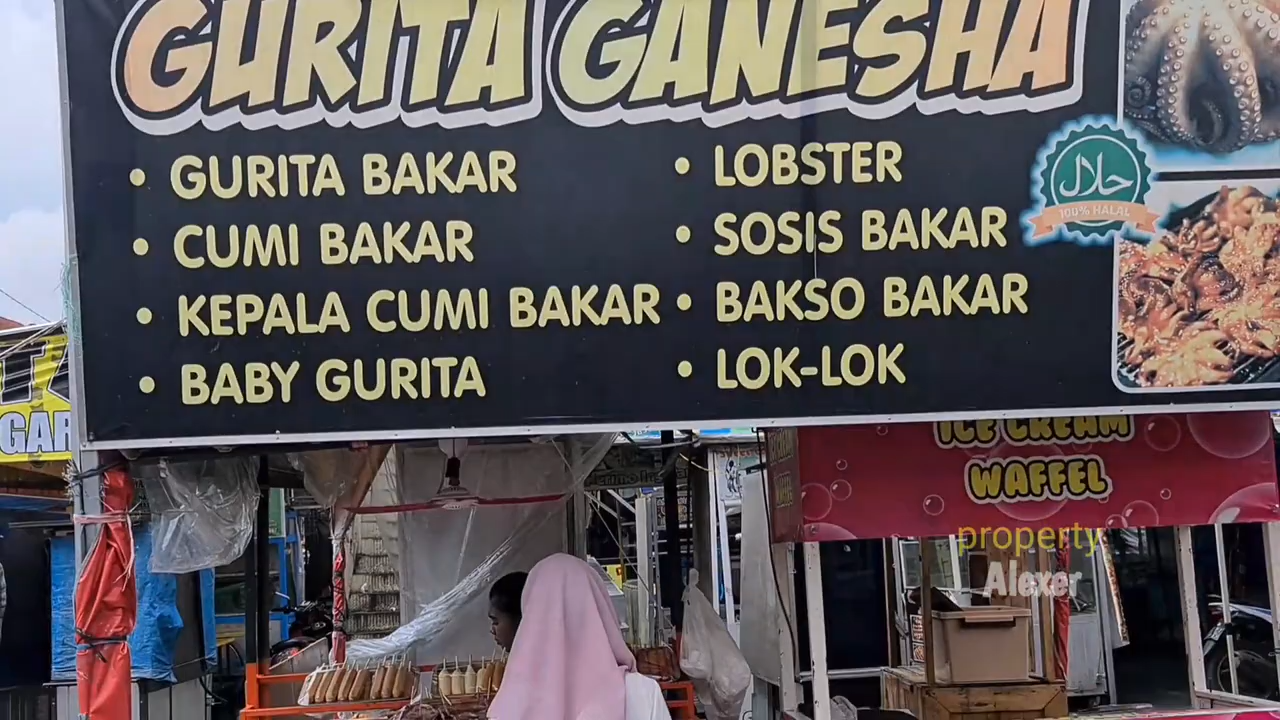 GURITA GANESHA
• GURITA BAKAR
• CUMI BAKAR
• KEPALA CUMI BAKAR
• BABY GURITA
• LOBSTER
• SOSIS BAKAR
• BAKSO BAKAR
• LOK-LOK
حلال
100% HALAL
GAR
ICE CREAM
WAFFEL
property
Alexer